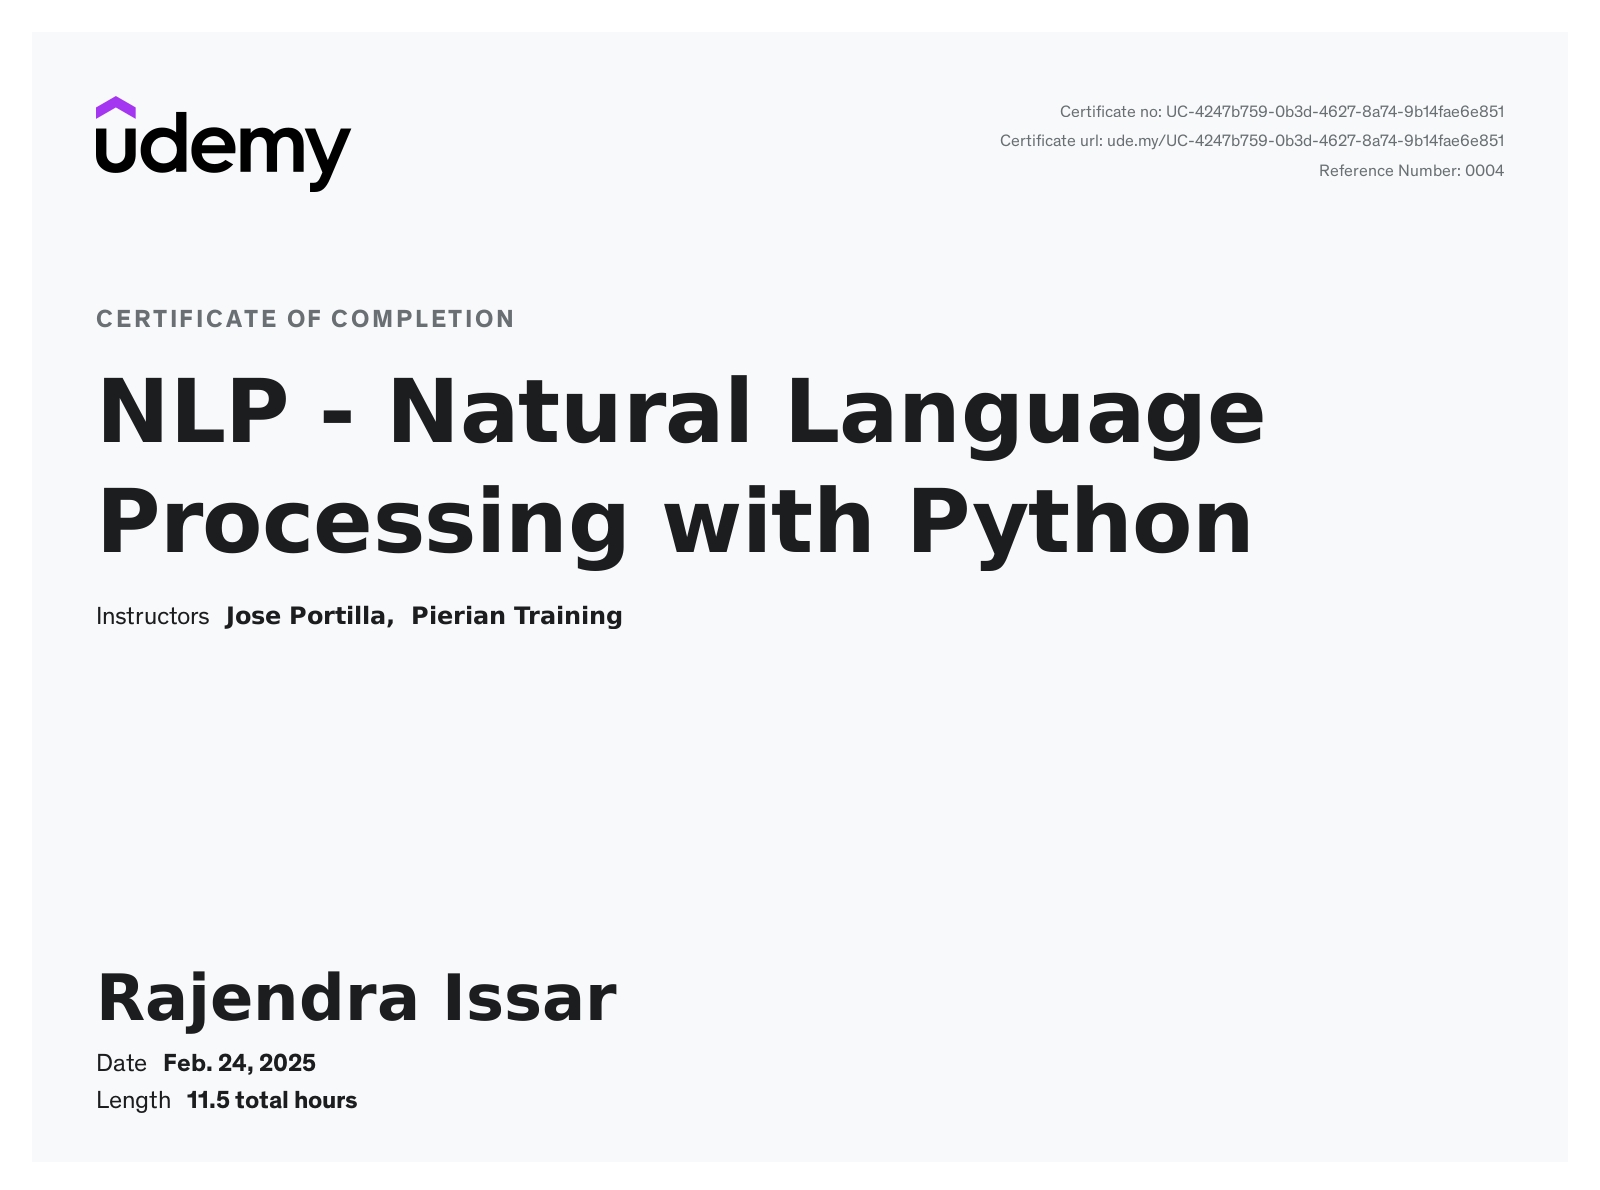 udemy
Certificate no: UC-4247b759-0b3d-4627-8a74-9b14fae6e851
Certificate url: ude.my/UC-4247b759-0b3d-4627-8a74-9b14fae6e851
Reference Number: 0004
CERTIFICATE OF COMPLETION
NLP - Natural Language
Processing with Python
Instructors Jose Portilla, Pierian Training
Rajendra Issar
Date Feb. 24, 2025
Length 11.5 total hours